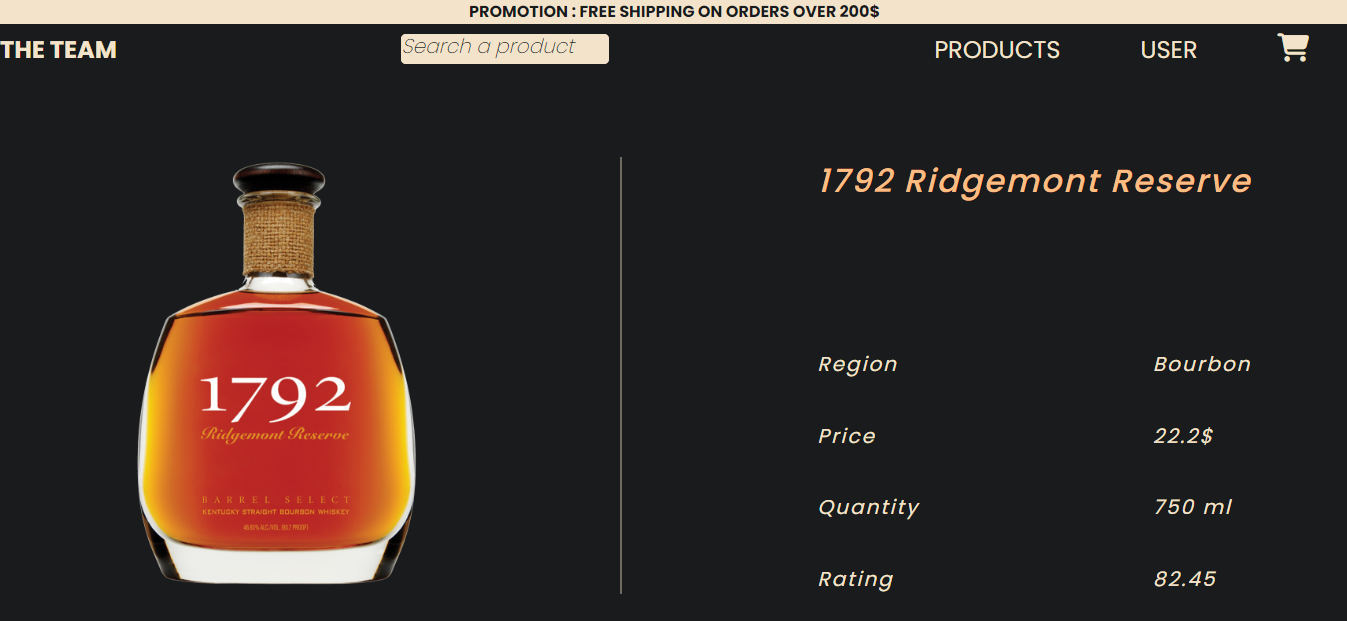 PROMOTION : FREE SHIPPING ON ORDERS OVER 200$
THE TEAM
Search a product
PRODUCTS
USER
1792 Ridgemont Reserve
1792
Ridgemont Reserve
BARREL SELECT
KENTUCKY STRAIGHT BOURBON WHISKEY
Region Bourbon
Price 22.2$
Quantity 750 ml
Rating 82.45